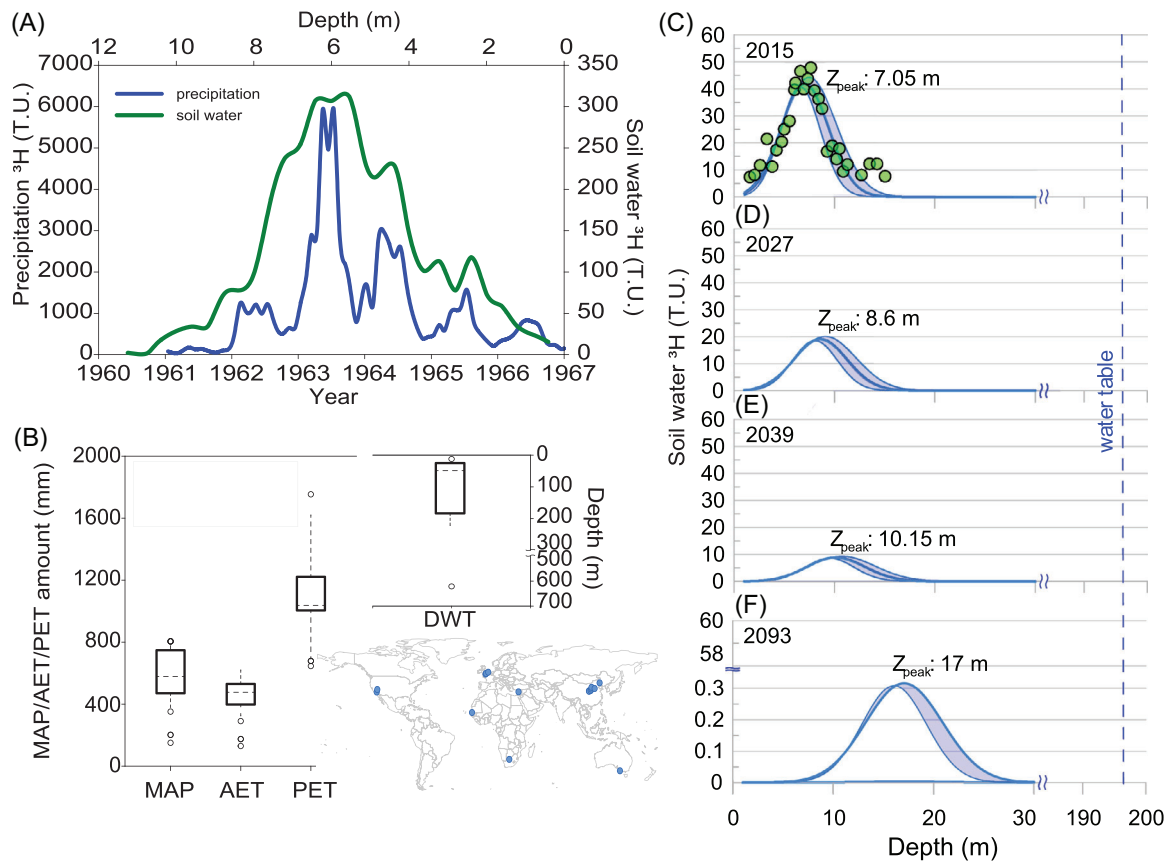 (A)
Depth (m)
12 10 8 6 4 2 0
7000
6000
5000
4000
3000
2000
1000
0
Precipitation ³H (T.U.)
precipitation
soil water
350
300
250
200
150
100
50
0
Soil water ³H (T.U.)
1960 1961 1962 1963 1964 1965 1966 1967
Year
(B)
2000
1600
1200
800
400
0
MAP/AET/PET amount (mm)
MAP AET PET
0
100
200
300
500
600
700
Depth (m)
DWT
(C)
60
50
40
30
20
10
0
2015
Zpeak: 7.05 m
(D)
60
50
40
30
20
10
0
2027
Zpeak: 8.6 m
Soil water ³H (T.U.)
water table
(E)
60
50
40
30
20
10
0
2039
Zpeak: 10.15 m
(F)
60
58
0.3
0.2
0.1
0
2093
Zpeak: 17 m
0 10 20 30 190 200
Depth (m)